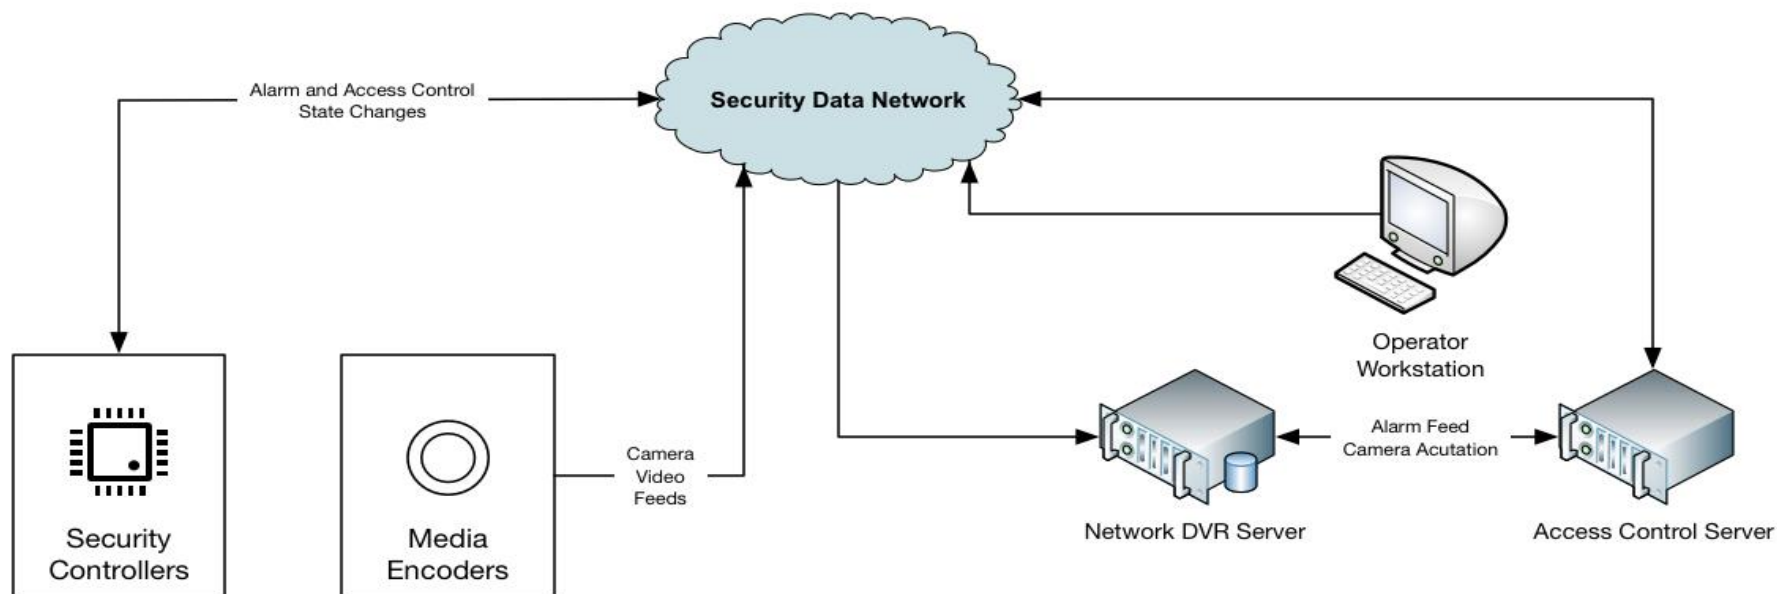 Alarm and Access Control
State Changes
Security Data Network
Operator
Workstation
Camera
Video
Feeds
Alarm Feed
Camera Acutation
Security
Controllers
Media
Encoders
Network DVR Server
Access Control Server